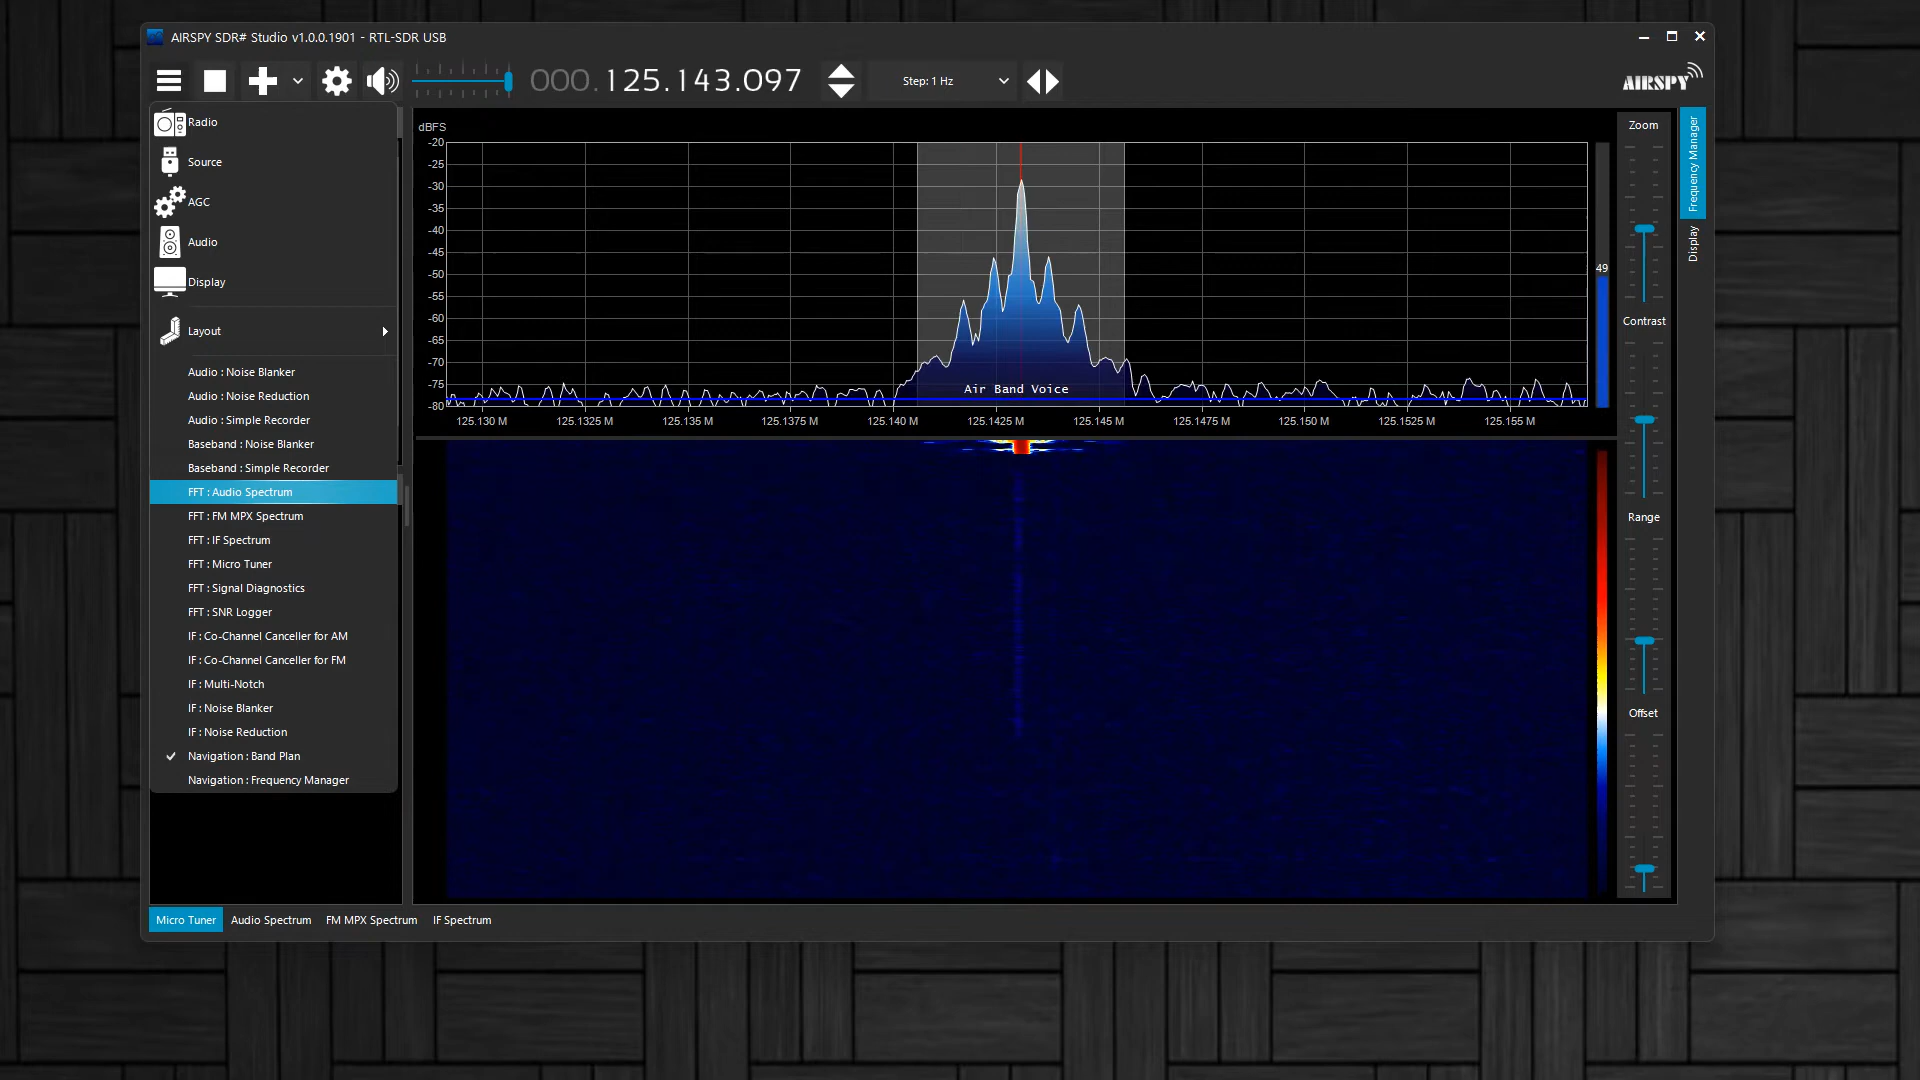 AIRSPY SDR# Studio v1.0.0.1901 - RTL-SDR USB
000.125.143.097
Step: 1 Hz
AIRSPY
Radio
Source
AGC
Audio
Display
Layout
Audio : Noise Blanker
Audio : Noise Reduction
Audio : Simple Recorder
Baseband : Noise Blanker
Baseband : Simple Recorder
FFT : Audio Spectrum
FFT : FM MPX Spectrum
FFT : IF Spectrum
FFT : Micro Tuner
FFT : Signal Diagnostics
FFT : SNR Logger
IF : Co-Channel Canceller for AM
IF : Co-Channel Canceller for FM
IF : Multi-Notch
IF : Noise Blanker
IF : Noise Reduction
Navigation : Band Plan
Navigation : Frequency Manager
dBFS
-20
-25
-30
-35
-40
-45
-50
-55
-60
-65
-70
-75
-80
Air Band Voice
125.130 M 125.1325 M 125.135 M 125.1375 M 125.140 M 125.1425 M 125.145 M 125.1475 M 125.150 M 125.1525 M 125.155 M
49
Zoom
Contrast
Range
Offset
Frequency Manager
Display
Micro Tuner Audio Spectrum FM MPX Spectrum IF Spectrum